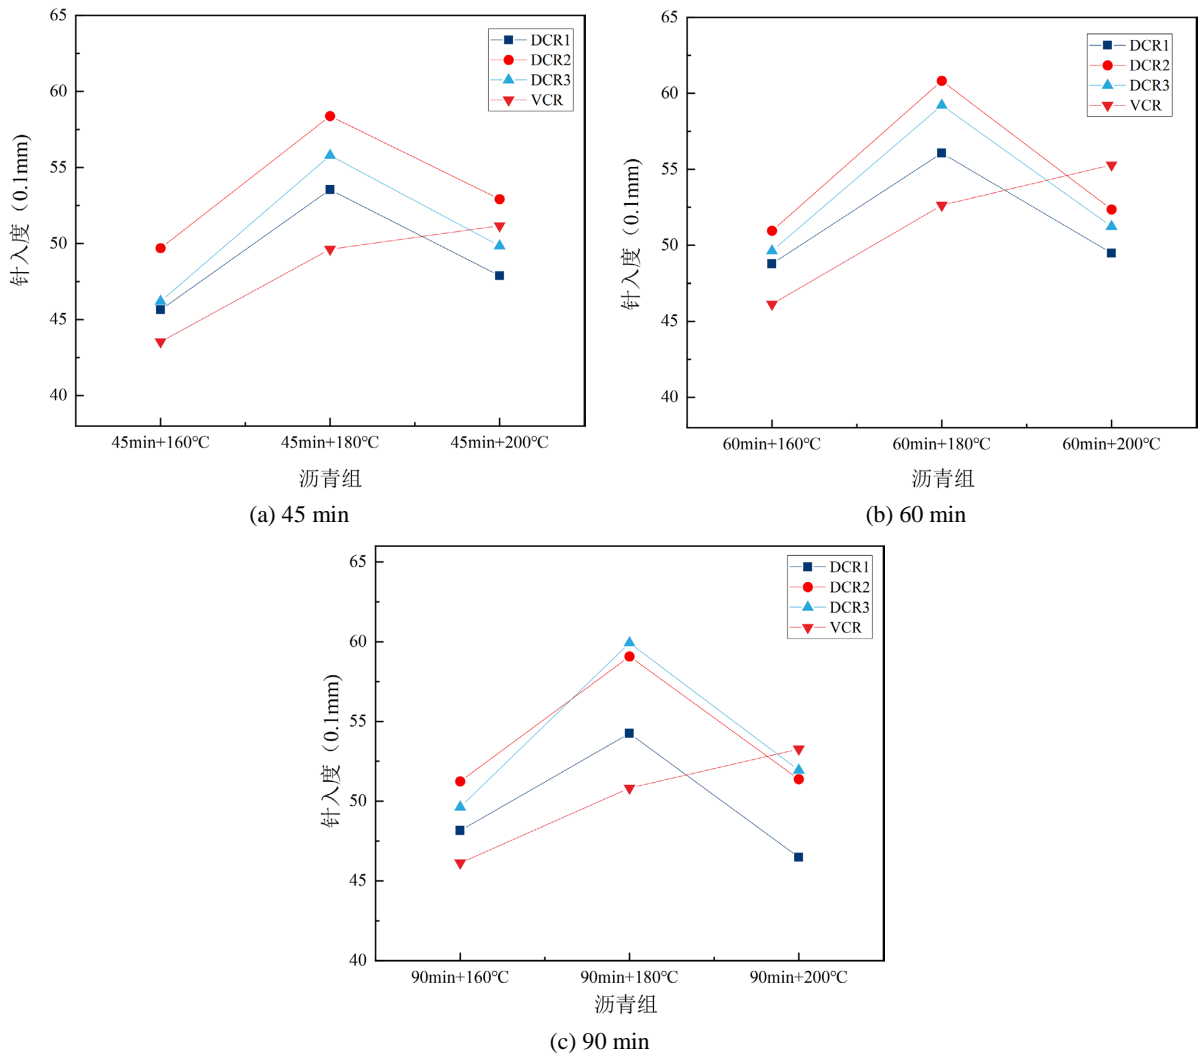 65
60
55
50
45
40
针入度（0.1mm）
DCR1
DCR2
DCR3
VCR
45min+160℃ 45min+180℃ 45min+200℃
沥青组
(a) 45 min
65
60
55
50
45
40
针入度（0.1mm）
DCR1
DCR2
DCR3
VCR
60min+160℃ 60min+180℃ 60min+200℃
沥青组
(b) 60 min
65
60
55
50
45
40
针入度（0.1mm）
DCR1
DCR2
DCR3
VCR
90min+160℃ 90min+180℃ 90min+200℃
沥青组
(c) 90 min